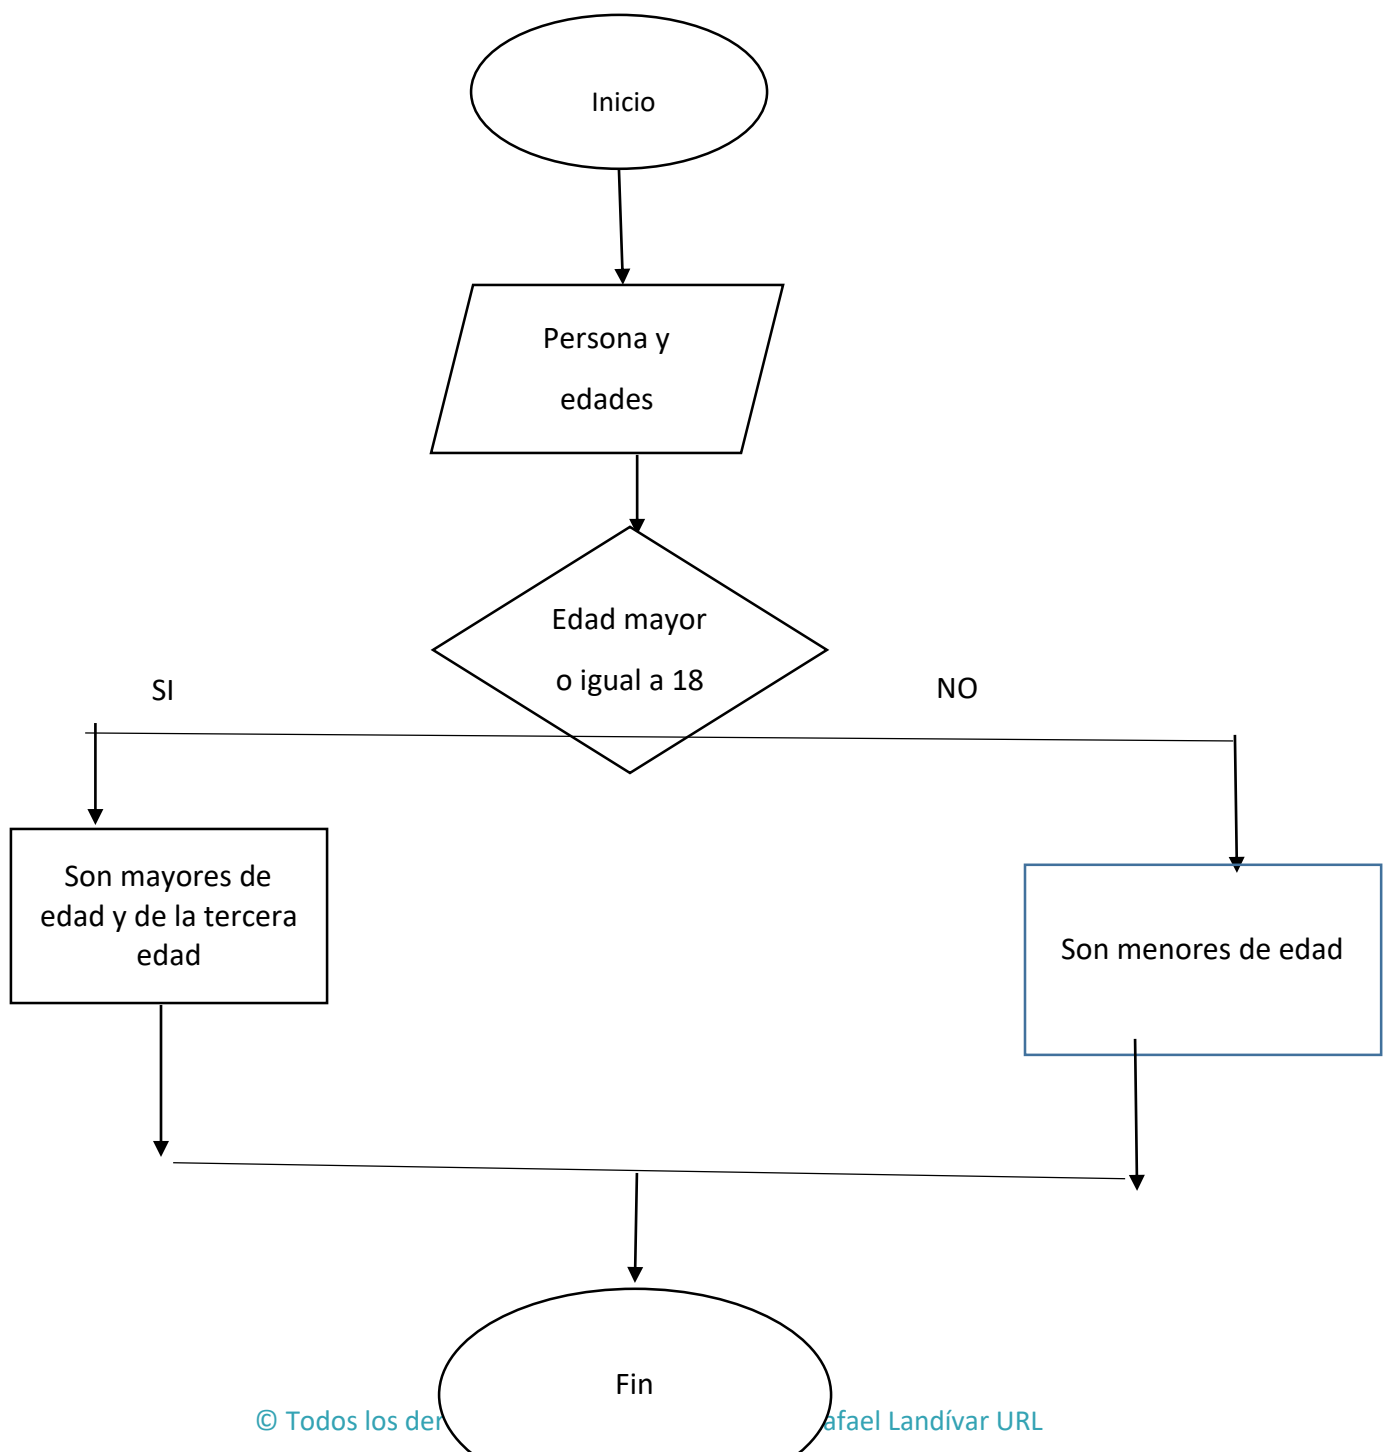 Inicio
Persona y
edades
Edad mayor
o igual a 18
SI
NO
Son mayores de
edad y de la tercera
edad
Son menores de edad
Fin
© Todos los der
afael Landívar URL